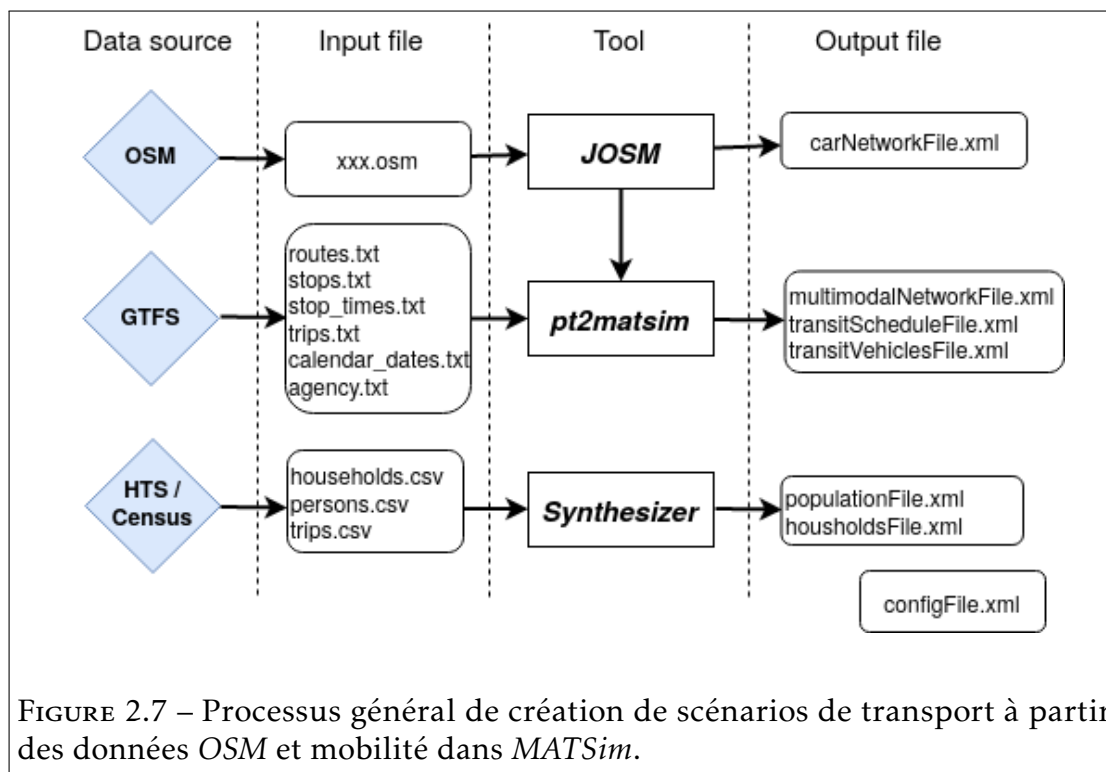 Data source
Input file
Tool
Output file
OSM
xxx.osm
JOSM
carNetworkFile.xml
GTFS
routes.txt
stops.txt
stop_times.txt
trips.txt
calendar_dates.txt
agency.txt
pt2matsim
multimodalNetworkFile.xml
transitScheduleFile.xml
transitVehiclesFile.xml
HTS /
Census
households.csv
persons.csv
trips.csv
Synthesizer
populationFile.xml
housholdsFile.xml
configFile.xml
FIGURE 2.7 – Processus général de création de scénarios de transport à partir
des données OSM et mobilité dans MATSim.